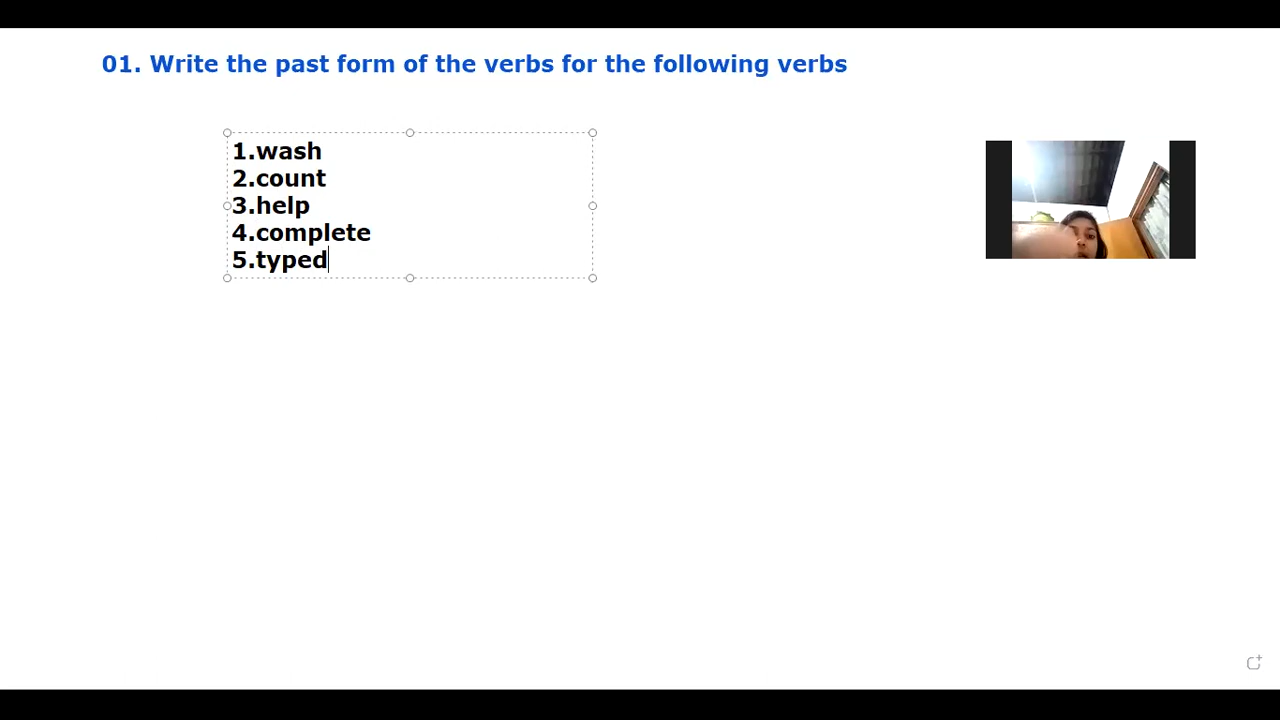 01. Write the past form of the verbs for the following verbs
1.wash
2.count
3.help
4.complete
5.typed